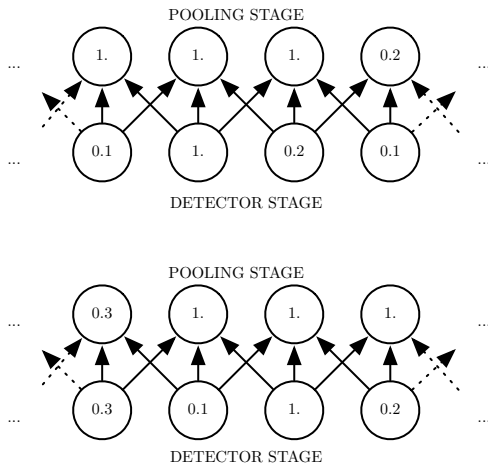 POOLING STAGE
... 1. 1. 1. 0.2 ...
... 0.1 1. 0.2 0.1 ...
DETECTOR STAGE
POOLING STAGE
... 0.3 1. 1. 1. ...
... 0.3 0.1 1. 0.2 ...
DETECTOR STAGE